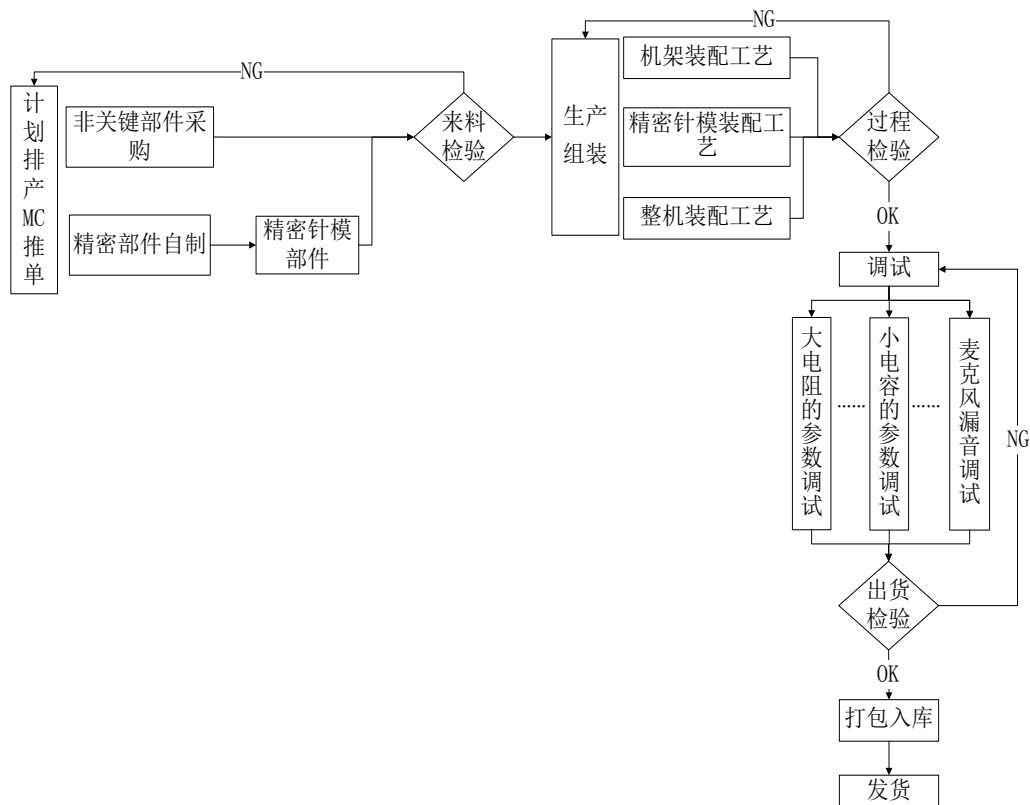 NG
计
划
排
产
MC
推
单
非关键部件采
购
精密部件自制
精密针模
部件
来料
检验
NG
生产
组装
机架装配工艺
精密针模装配工
艺
整机装配工艺
过程
检验
OK
调试
大电阻的参数调试
……
小电容的参数调试
……
麦克风漏音调试
NG
出货
检验
OK
打包入库
发货